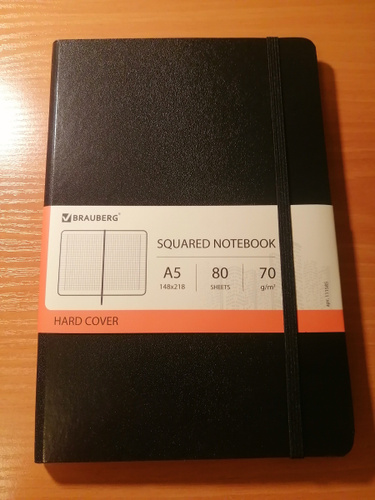 BRAUBERG®
SQUARED NOTEBOOK
A5
148x218
80
SHEETS
70
g/m²
HARD COVER